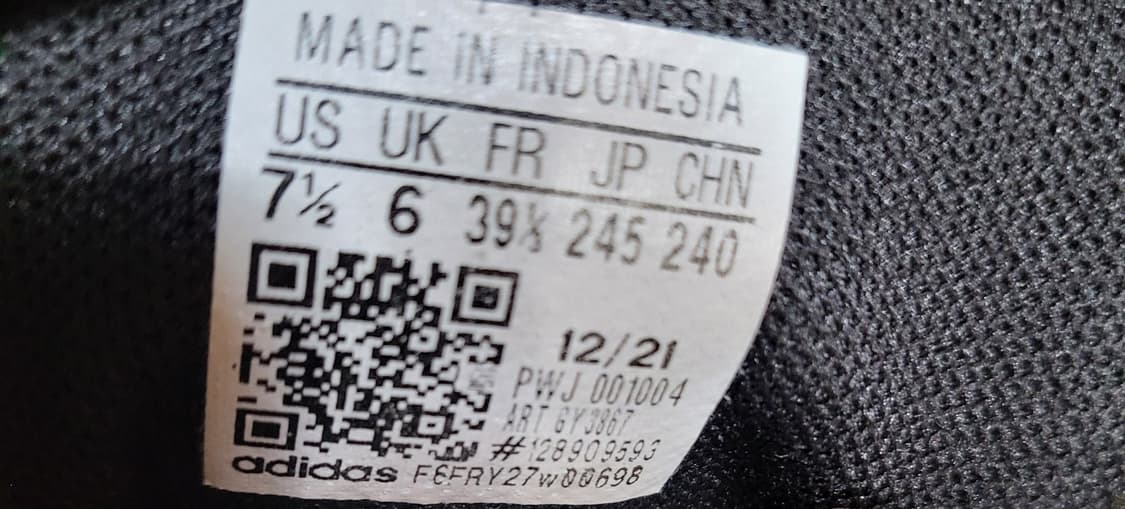 MADE IN INDONESIA
US UK FR JP CHN
7½ 6 39⅓ 245 240
12/21
PWJ 001004
ART GY3867
#128909593
adidas F6FRY27w00698